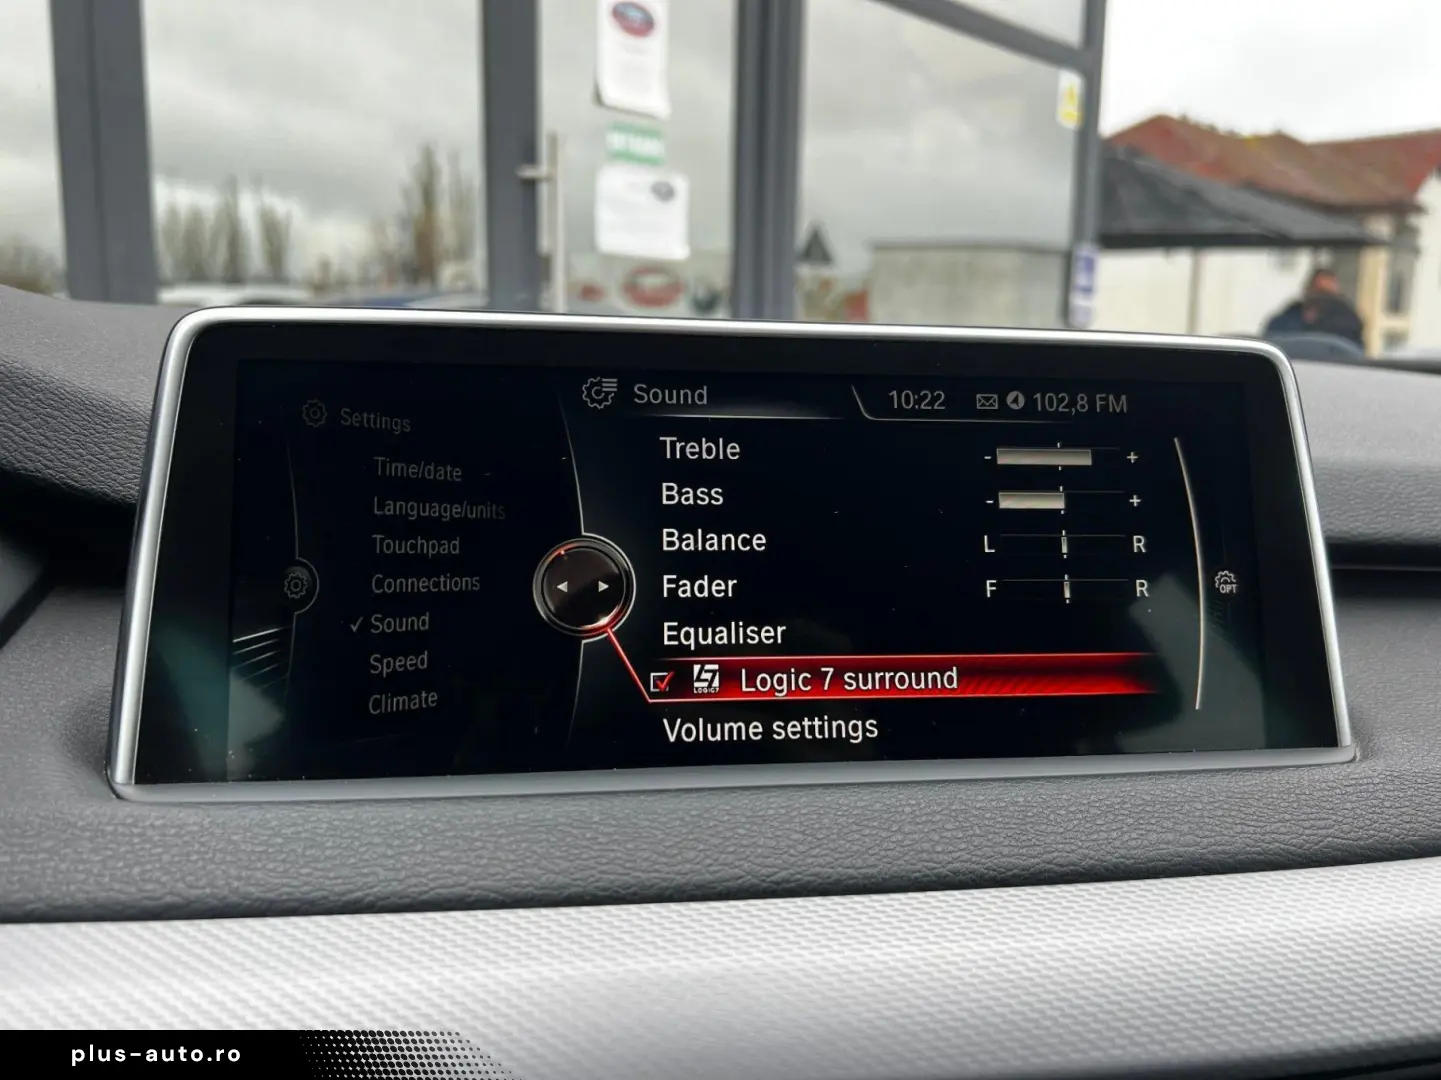 Settings
Time/date
Language/units
Touchpad
Connections
✓ Sound
Speed
Climate
Sound
10:22 102,8 FM
Treble - +
Bass - +
Balance L R
Fader F R
Equaliser
LOGIC7 Logic 7 surround
Volume settings
OPT
plus-auto.ro